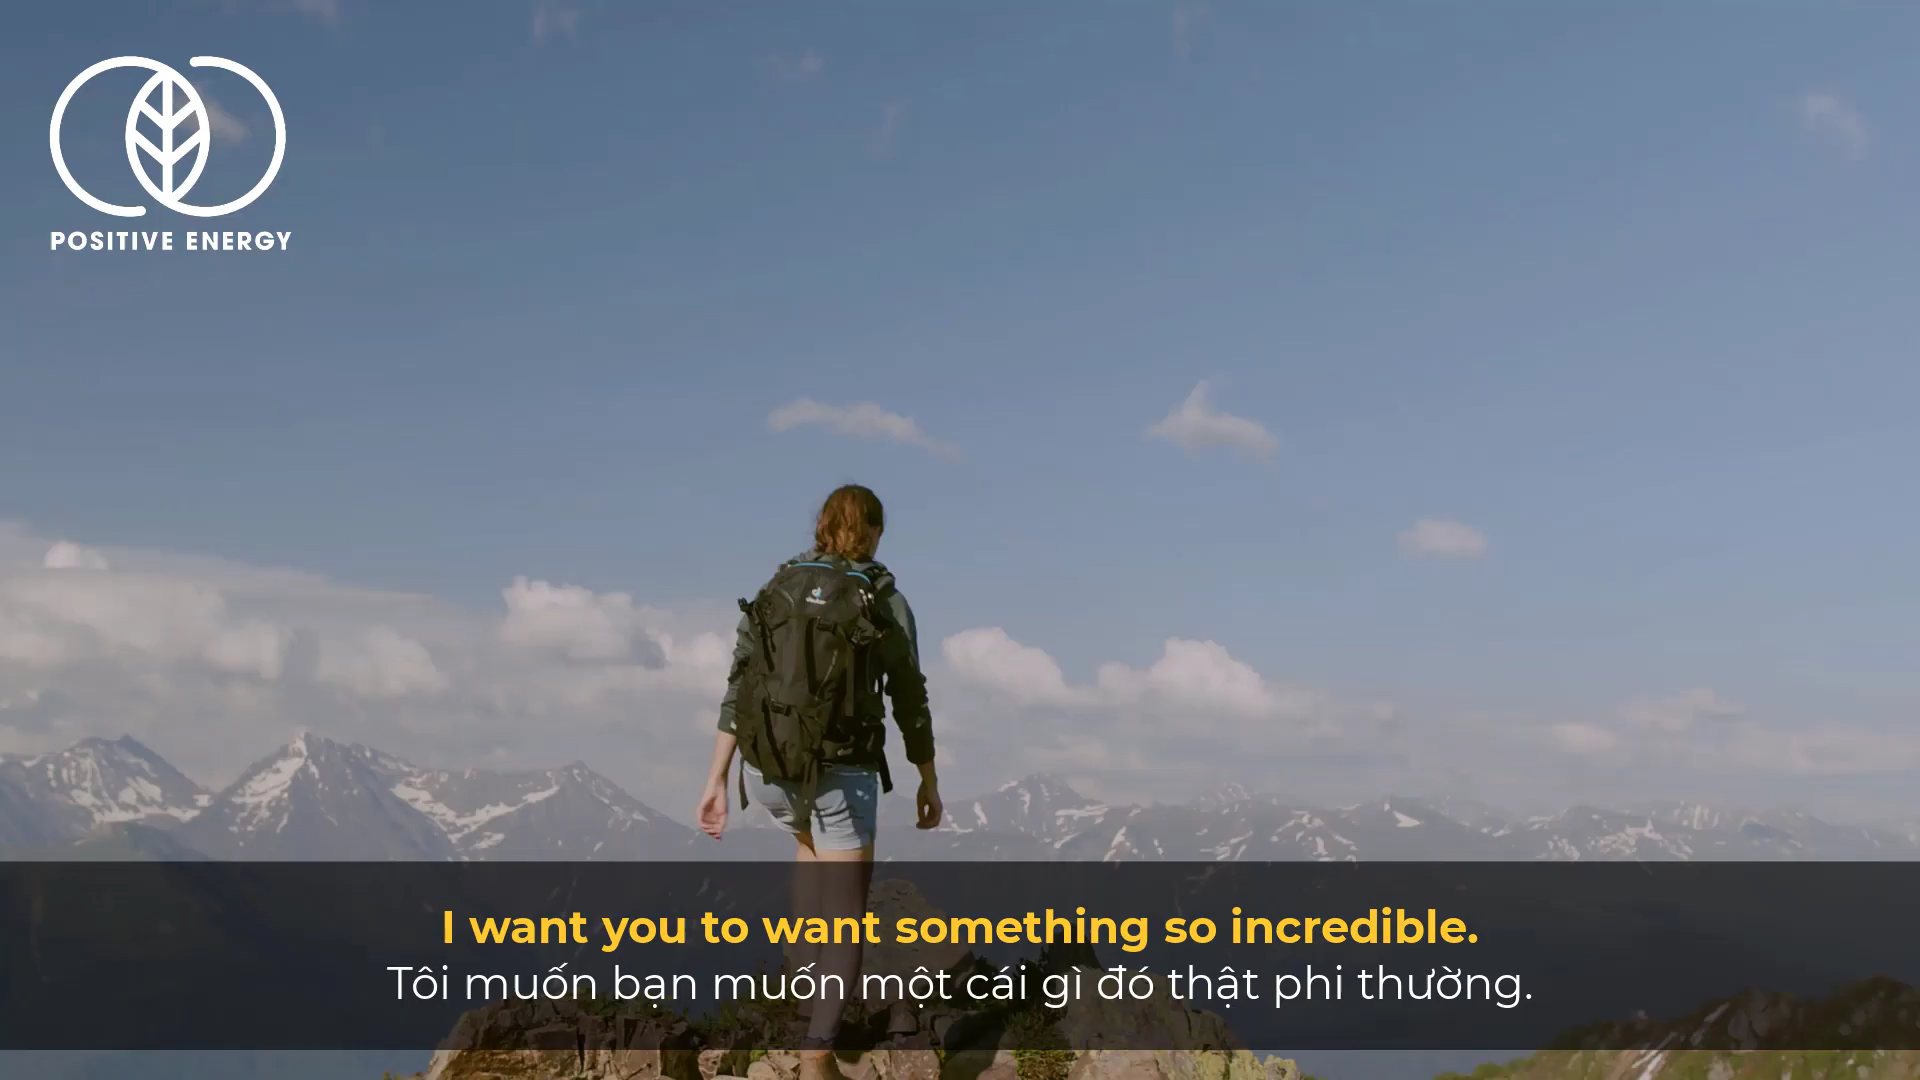 POSITIVE ENERGY
I want you to want something so incredible.
Tôi muốn bạn muốn một cái gì đó thật phi thường.